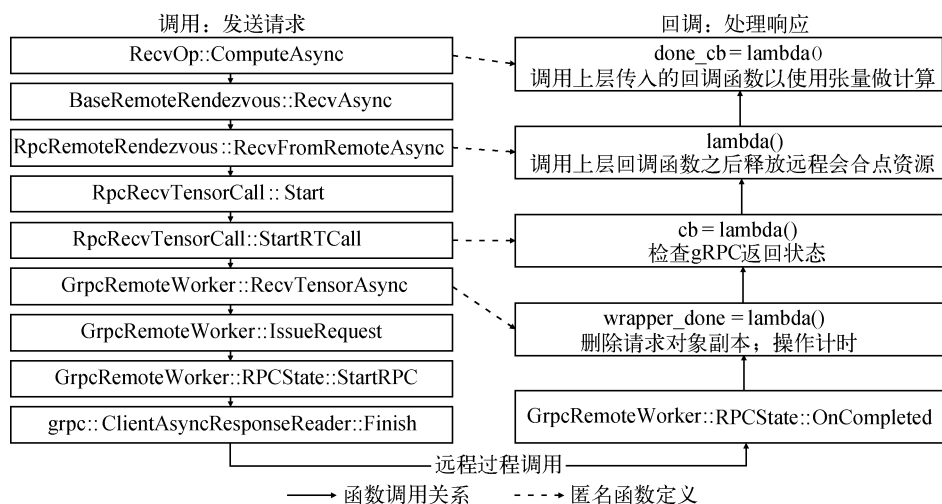 调用：发送请求
RecvOp::ComputeAsync
BaseRemoteRendezvous::RecvAsync
RpcRemoteRendezvous::RecvFromRemoteAsync
RpcRecvTensorCall::Start
RpcRecvTensorCall::StartRTCall
GrpcRemoteWorker::RecvTensorAsync
GrpcRemoteWorker::IssueRequest
GrpcRemoteWorker::RPCState::StartRPC
grpc::ClientAsyncResponseReader::Finish
回调：处理响应
done_cb=lambda()
调用上层传入的回调函数以使用张量做计算
lambda()
调用上层回调函数之后释放远程会合点资源
cb=lambda()
检查gRPC返回状态
wrapper_done=lambda()
删除请求对象副本；操作计时
GrpcRemoteWorker::RPCState::OnCompleted
远程过程调用
函数调用关系
匿名函数定义